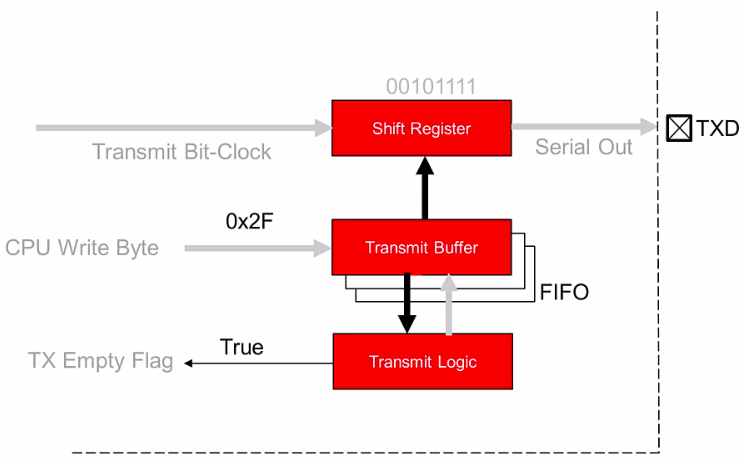 00101111
Shift Register
TXD
Transmit Bit-Clock
Serial Out
0x2F
CPU Write Byte
Transmit Buffer
FIFO
True
TX Empty Flag
Transmit Logic